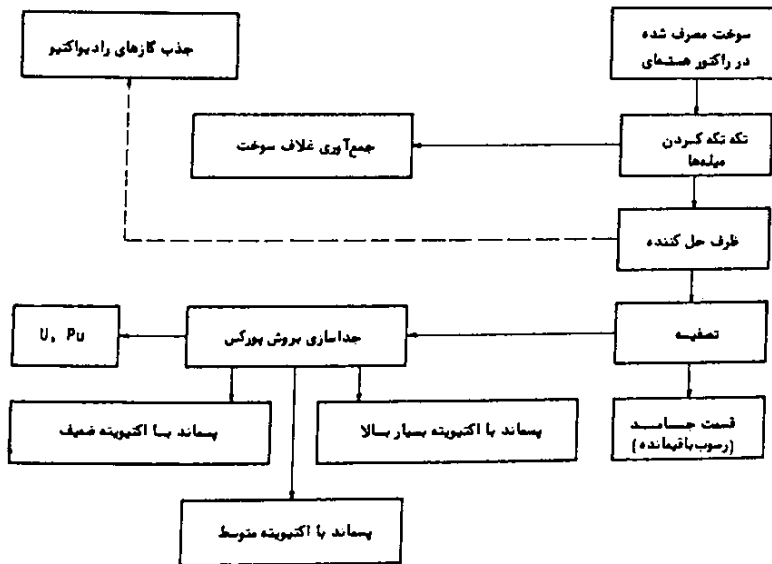 سوخت مصرف شده
در راکتور هسته‌ای
جذب گازهای رادیواکتیو
تکه تکه کردن
میله‌ها
جمع‌آوری غلاف سوخت
ظرف حل کننده
تصفیه
جداسازی بروش پورکس
U, Pu
قسمت جامد
(رسوب باقیمانده)
پسماند با اکتیویته بسیار بالا
پسماند با اکتیویته ضعیف
پسماند با اکتیویته متوسط